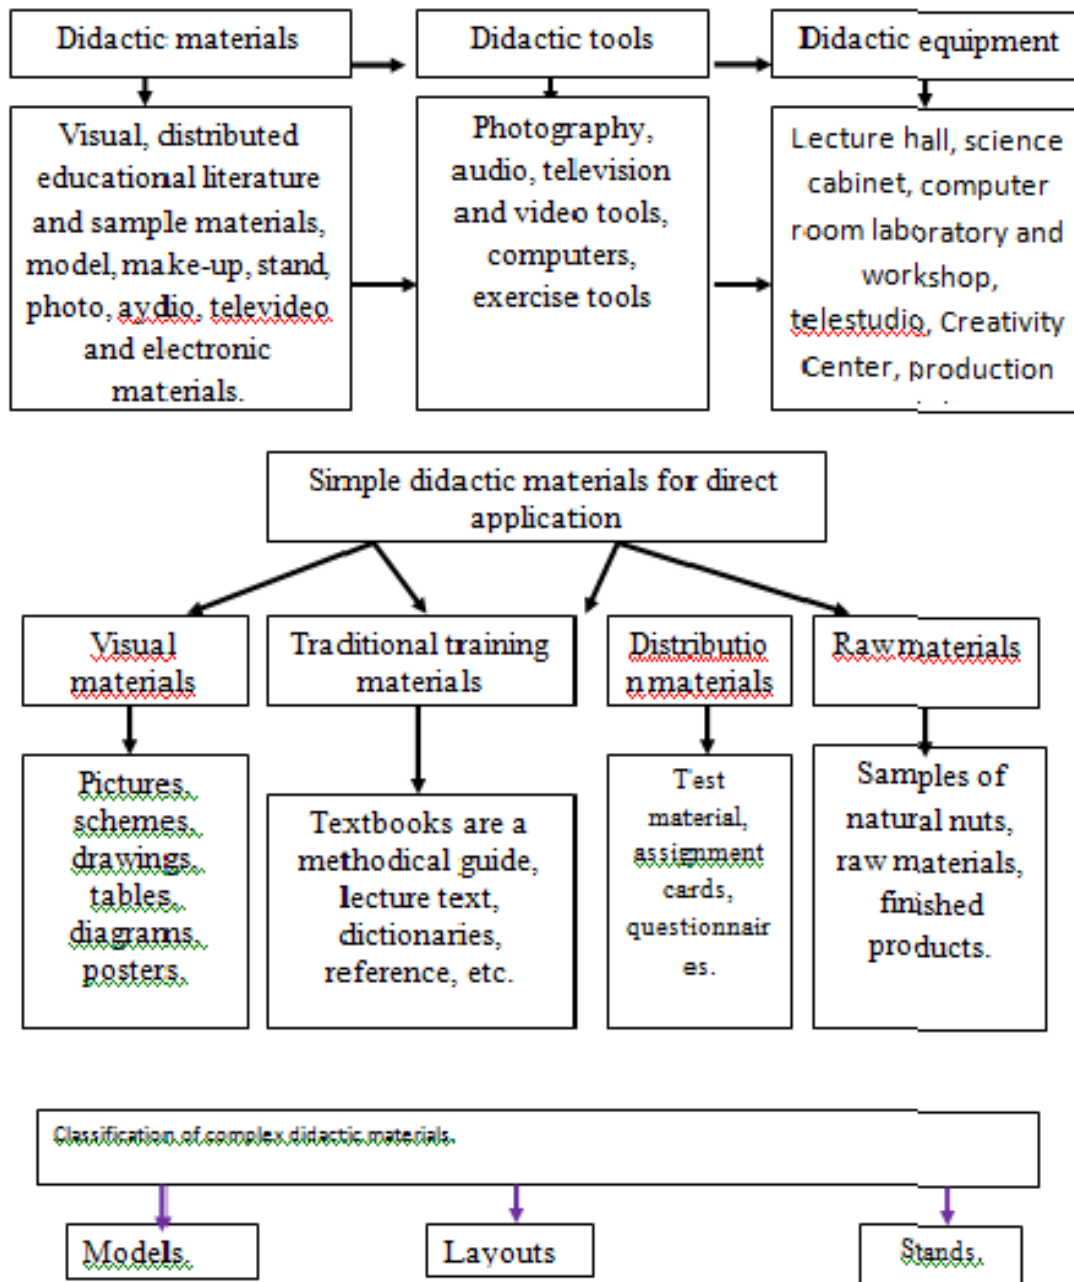 Didactic materials
Didactic tools
Didactic equipment
Visual, distributed
educational literature
and sample materials,
model, make-up, stand,
photo, aydio, televideo
and electronic
materials.
Photography,
audio, television
and video tools,
computers,
exercise tools
Lecture hall, science
cabinet, computer
room laboratory and
workshop,
telestudio, Creativity
Center, production
Simple didactic materials for direct
application
Visual
materials
Traditional training
materials
Distributio
n materials
Raw materials
Pictures,
schemes,
drawings,
tables,
diagrams,
posters,
Textbooks are a
methodical guide,
lecture text,
dictionaries,
reference, etc.
Test
material,
assignment
cards,
questionnair
es.
Samples of
natural nuts,
raw materials,
finished
products.
Classification of complex didactic materials.
Models.
Layouts
Stands,